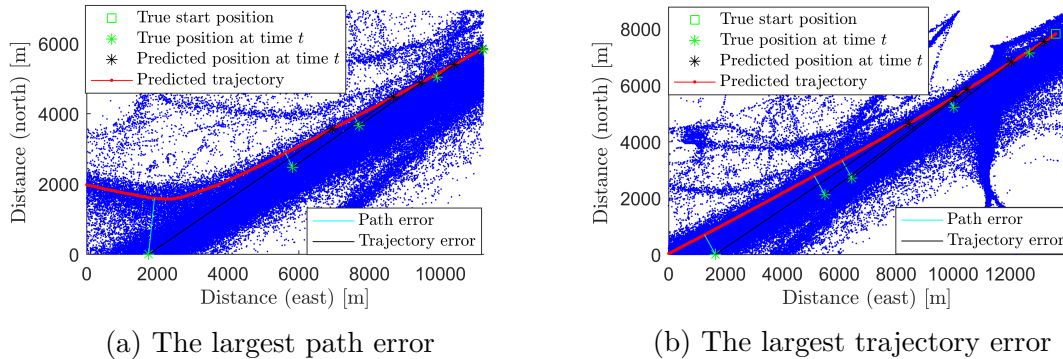 True start position
True position at time t
Predicted position at time t
Predicted trajectory
Distance (north) [m]
6000
4000
2000
0
Path error
Trajectory error
0 2000 4000 6000 8000 10000
Distance (east) [m]
(a) The largest path error
True start position
True position at time t
Predicted position at time t
Predicted trajectory
Distance (north) [m]
8000
6000
4000
2000
0
Path error
Trajectory error
0 2000 4000 6000 8000 10000 12000
Distance (east) [m]
(b) The largest trajectory error